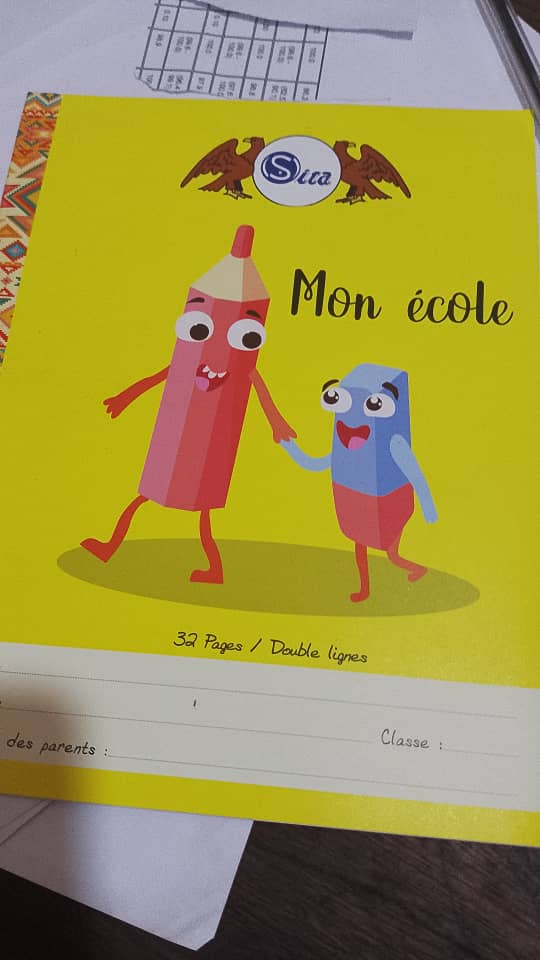 Sita
Mon école
32 Pages / Double lignes
Classe :
des parents :